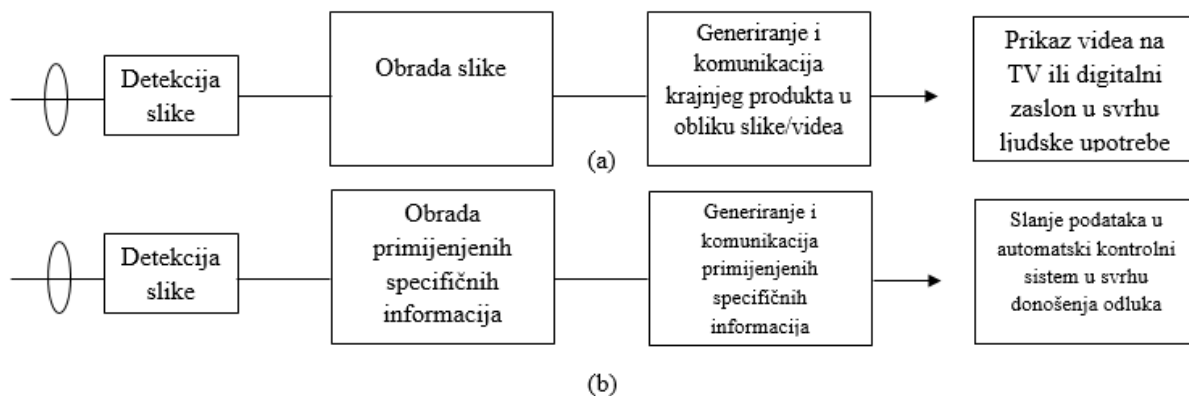 Detekcija
slike
Obrada slike
Generiranje i
komunikacija
krajnjeg produkta u
obliku slike/videa
Prikaz videa na
TV ili digitalni
zaslon u svrhu
ljudske upotrebe
(a)
Detekcija
slike
Obrada
primijenjenih
specifičnih
informacija
Generiranje i
komunikacija
primijenjenih
specifičnih
informacija
Slanje podataka u
automatski kontrolni
sistem u svrhu
donošenja odluka
(b)